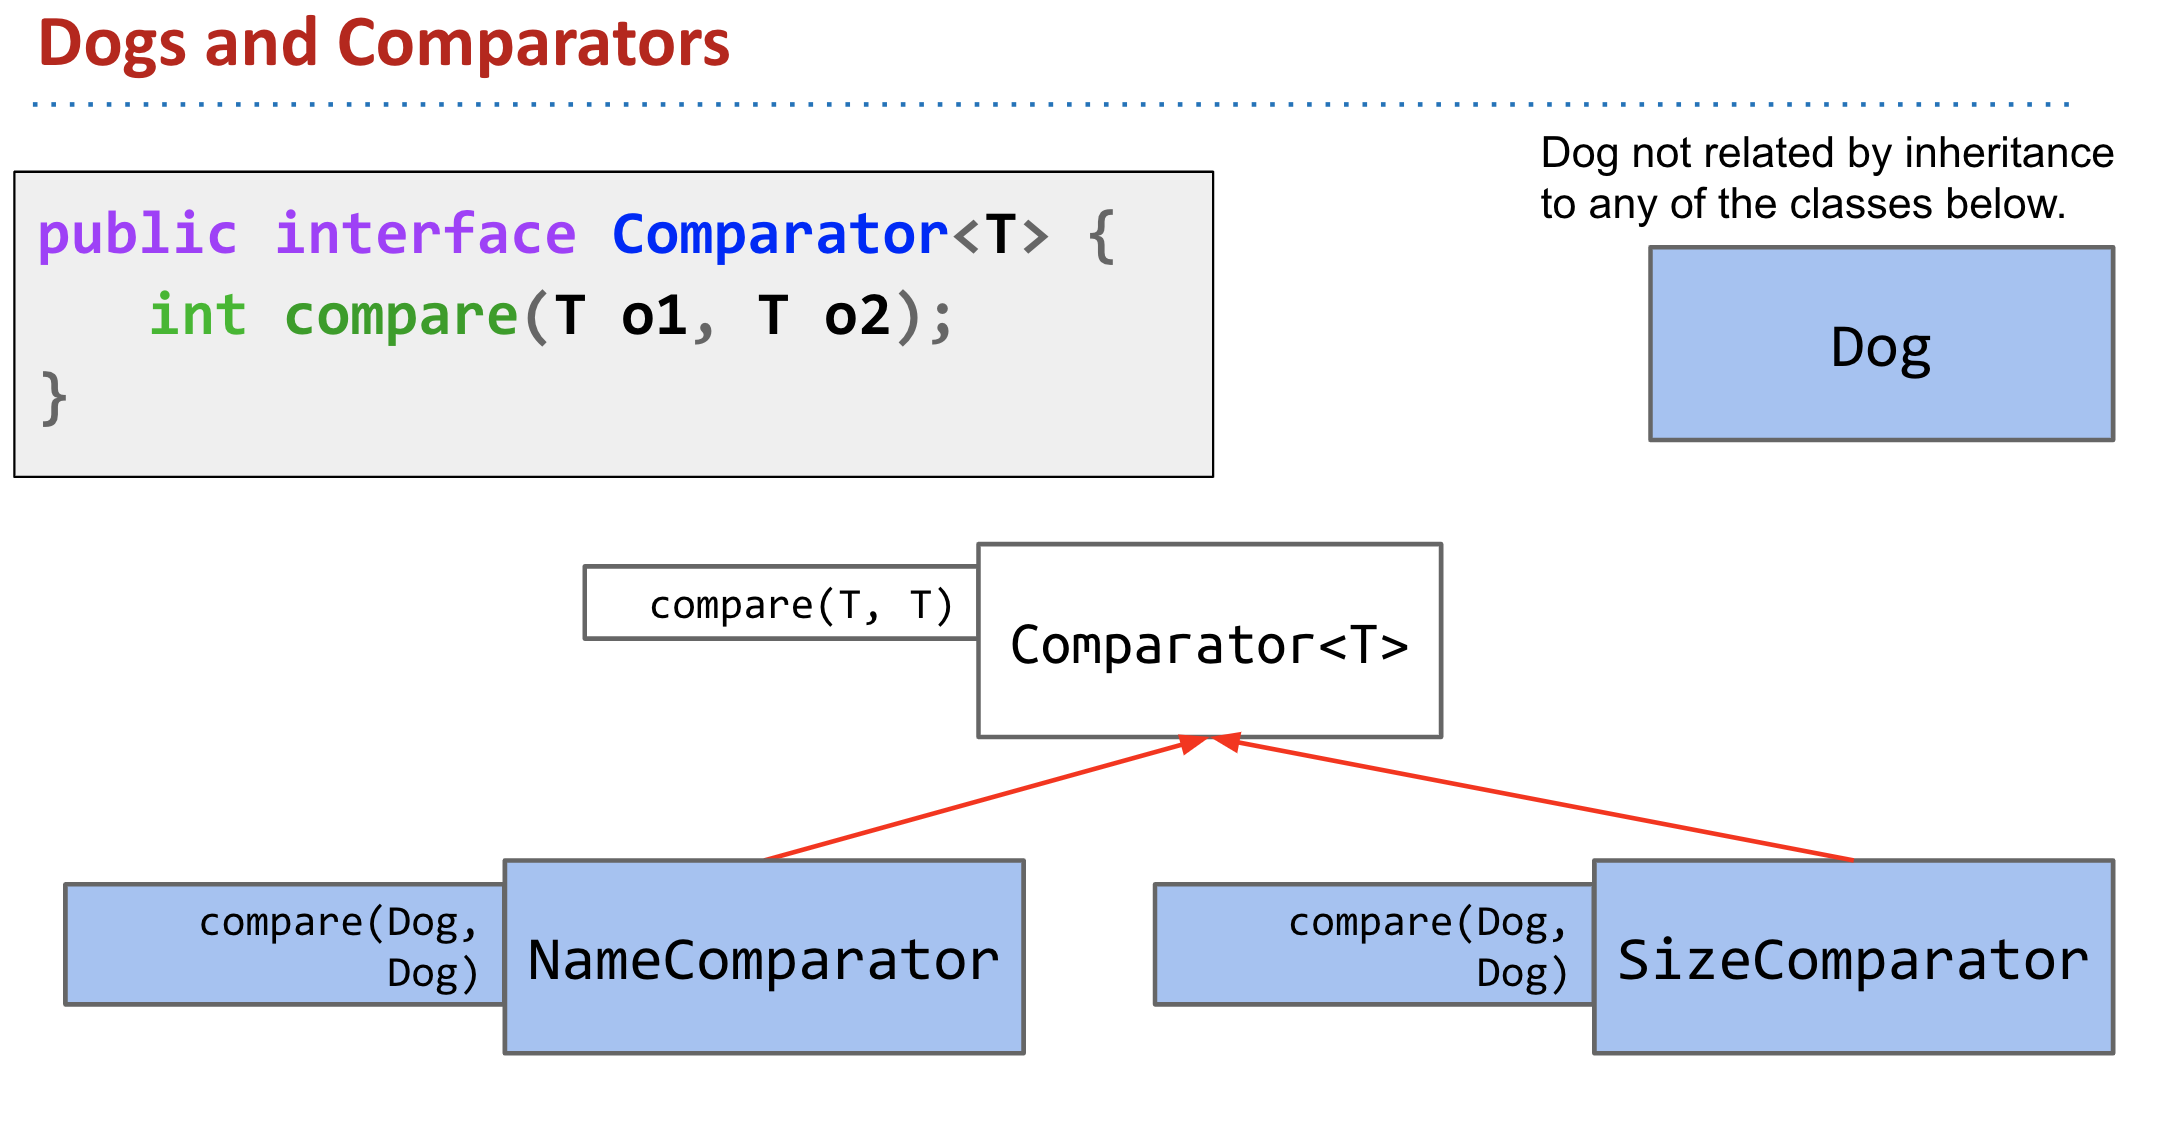 Dogs and Comparators
Dog not related by inheritance
to any of the classes below.
public interface Comparator<T> {
int compare(T o1, T o2);
}
Dog
compare(T, T)
Comparator<T>
compare(Dog,
Dog)
NameComparator
compare(Dog,
Dog)
SizeComparator